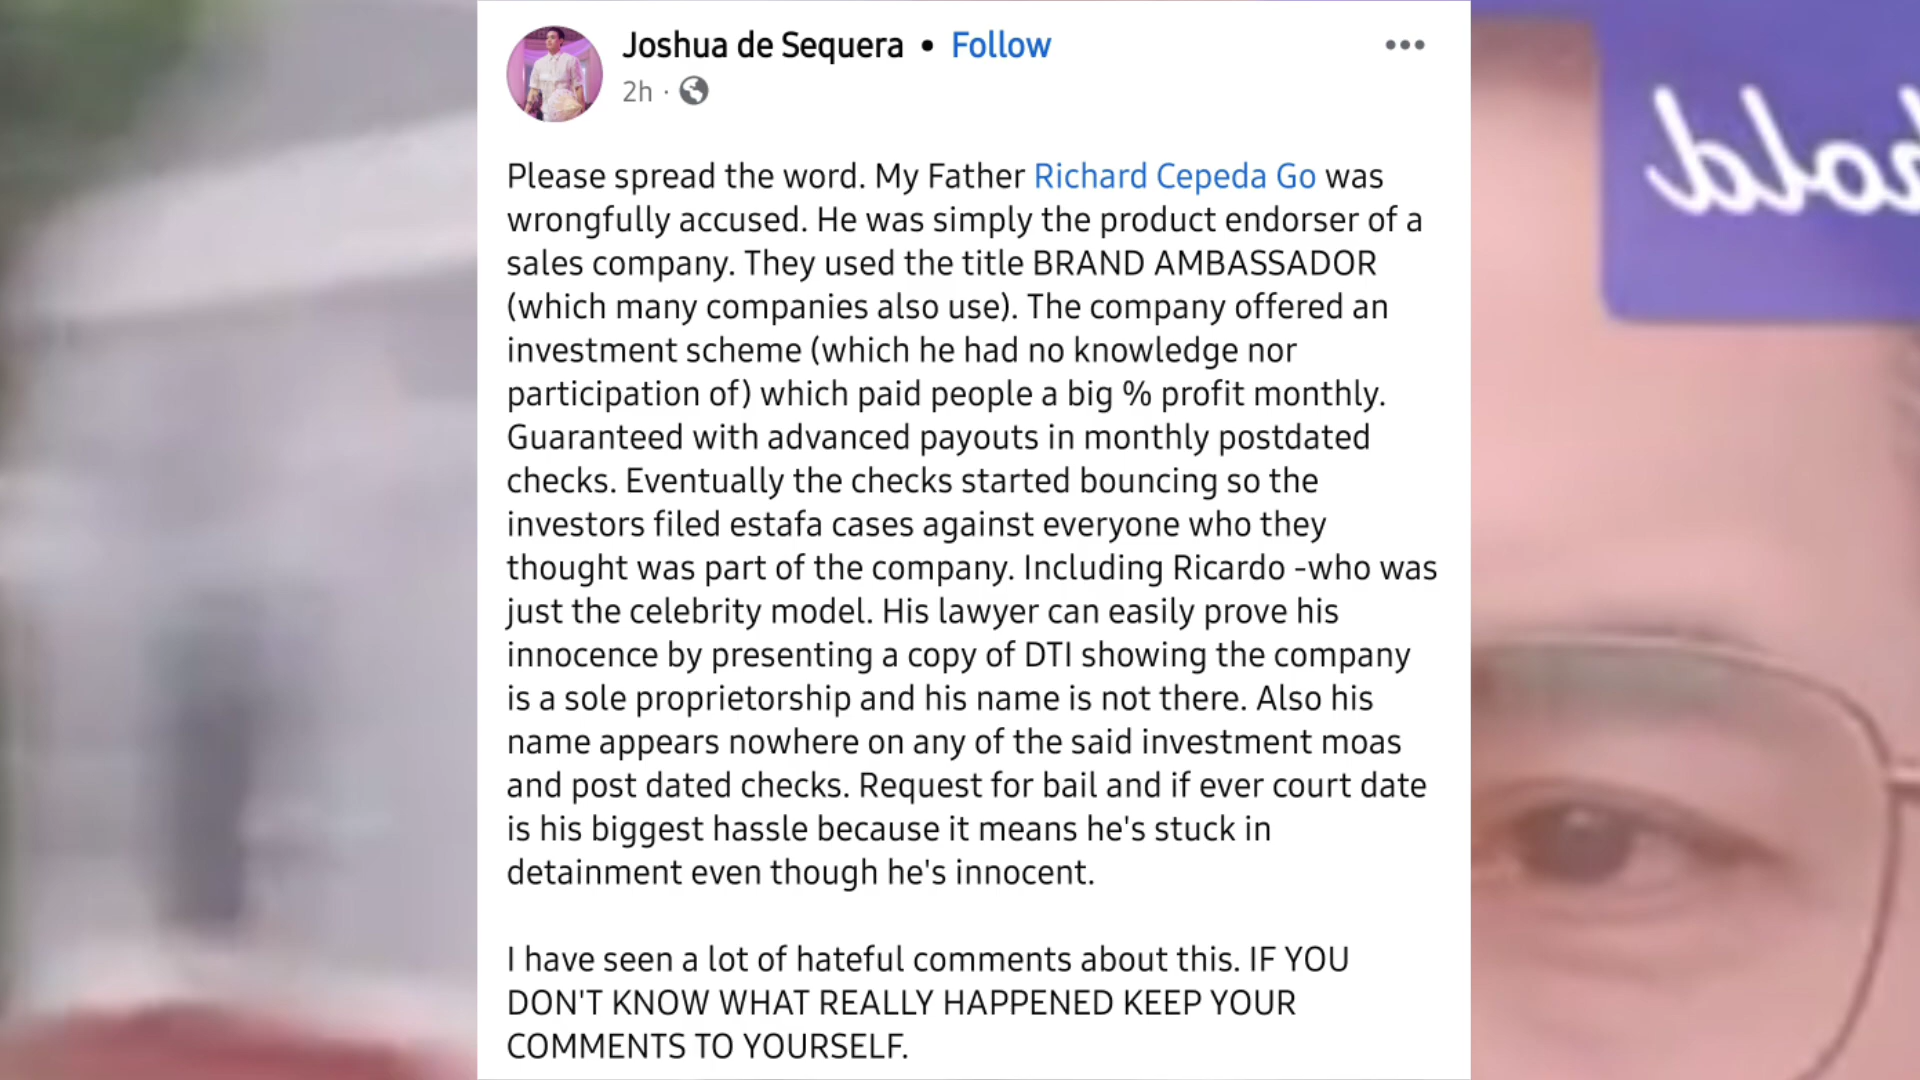 Joshua de Sequera • Follow
2h ·
Please spread the word. My Father Richard Cepeda Go was
wrongfully accused. He was simply the product endorser of a
sales company. They used the title BRAND AMBASSADOR
(which many companies also use). The company offered an
investment scheme (which he had no knowledge nor
participation of) which paid people a big % profit monthly.
Guaranteed with advanced payouts in monthly postdated
checks. Eventually the checks started bouncing so the
investors filed estafa cases against everyone who they
thought was part of the company. Including Ricardo -who was
just the celebrity model. His lawyer can easily prove his
innocence by presenting a copy of DTI showing the company
is a sole proprietorship and his name is not there. Also his
name appears nowhere on any of the said investment moas
and post dated checks. Request for bail and if ever court date
is his biggest hassle because it means he's stuck in
detainment even though he's innocent.
I have seen a lot of hateful comments about this. IF YOU
DON'T KNOW WHAT REALLY HAPPENED KEEP YOUR
COMMENTS TO YOURSELF.